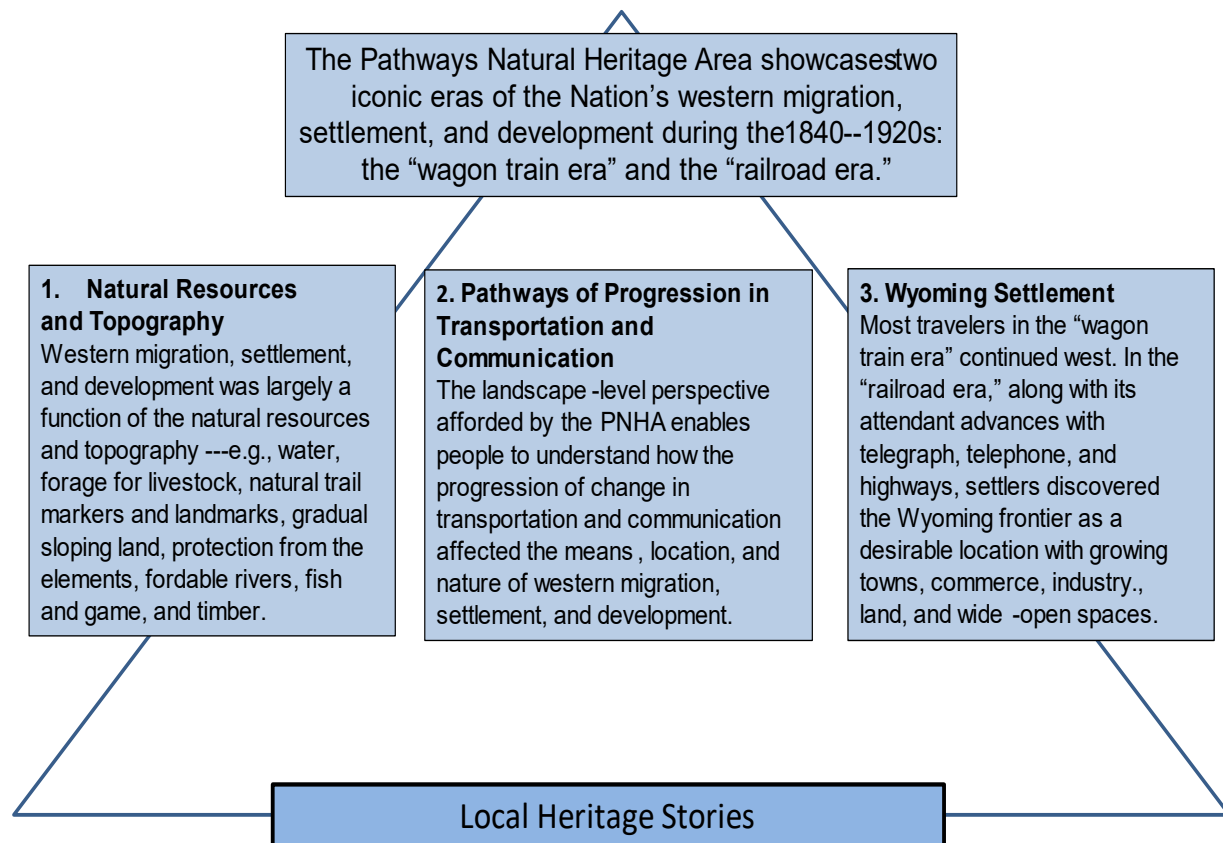 The Pathways Natural Heritage Area showcasestwo
iconic eras of the Nation’s western migration,
settlement, and development during the1840--1920s:
the “wagon train era” and the “railroad era.”
1. Natural Resources
and Topography
Western migration, settlement,
and development was largely a
function of the natural resources
and topography ---e.g., water,
forage for livestock, natural trail
markers and landmarks, gradual
sloping land, protection from the
elements, fordable rivers, fish
and game, and timber.
2. Pathways of Progression in
Transportation and
Communication
The landscape -level perspective
afforded by the PNHA enables
people to understand how the
progression of change in
transportation and communication
affected the means , location, and
nature of western migration,
settlement, and development.
3. Wyoming Settlement
Most travelers in the “wagon
train era” continued west. In the
“railroad era,” along with its
attendant advances with
telegraph, telephone, and
highways, settlers discovered
the Wyoming frontier as a
desirable location with growing
towns, commerce, industry.,
land, and wide -open spaces.
Local Heritage Stories